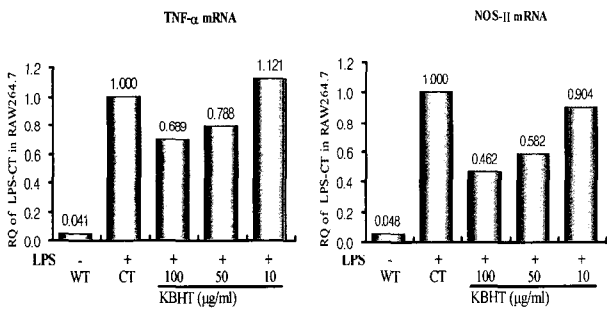 TNF-α mRNA
RQ of LPS-CT in RAW264.7
1.2
1.0
0.8
0.6
0.4
0.2
0.0
0.041
1.000
0.689
0.788
1.121
LPS - + + + +
WT CT 100 50 10
KBHT (μg/ml)
NOS-II mRNA
RQ of LPS-CT in RAW264.7
1.2
1.0
0.8
0.6
0.4
0.2
0.0
0.048
1.000
0.462
0.582
0.904
LPS - + + + +
WT CT 100 50 10
KBHT (μg/ml)